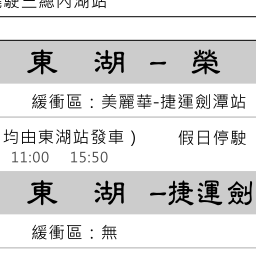 駛三總內湖站
東 湖 － 榮
緩衝區：美麗華-捷運劍潭站
均由東湖站發車） 假日停駛
11:00 15:50
東 湖 －捷運劍
緩衝區：無